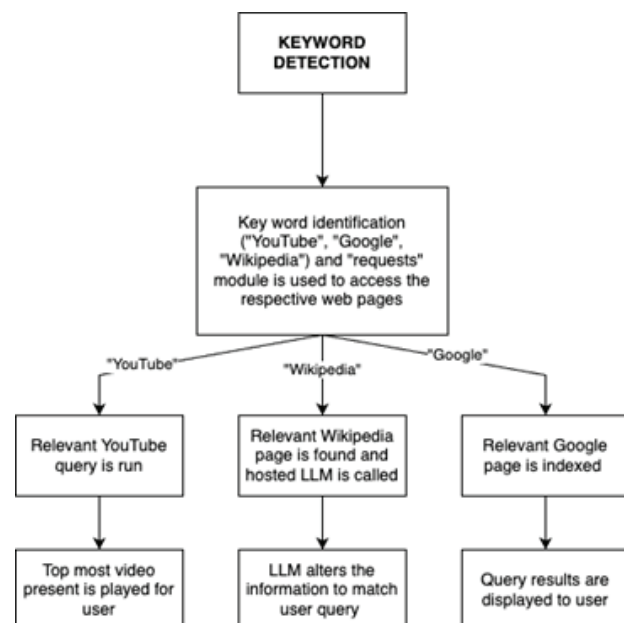 KEYWORD
DETECTION
Key word identification
("YouTube", "Google",
"Wikipedia") and "requests"
module is used to access the
respective web pages
"YouTube"
"Wikipedia"
"Google"
Relevant YouTube
query is run
Relevant Wikipedia
page is found and
hosted LLM is called
Relevant Google
page is indexed
Top most video
present is played for
user
LLM alters the
information to match
user query
Query results are
displayed to user